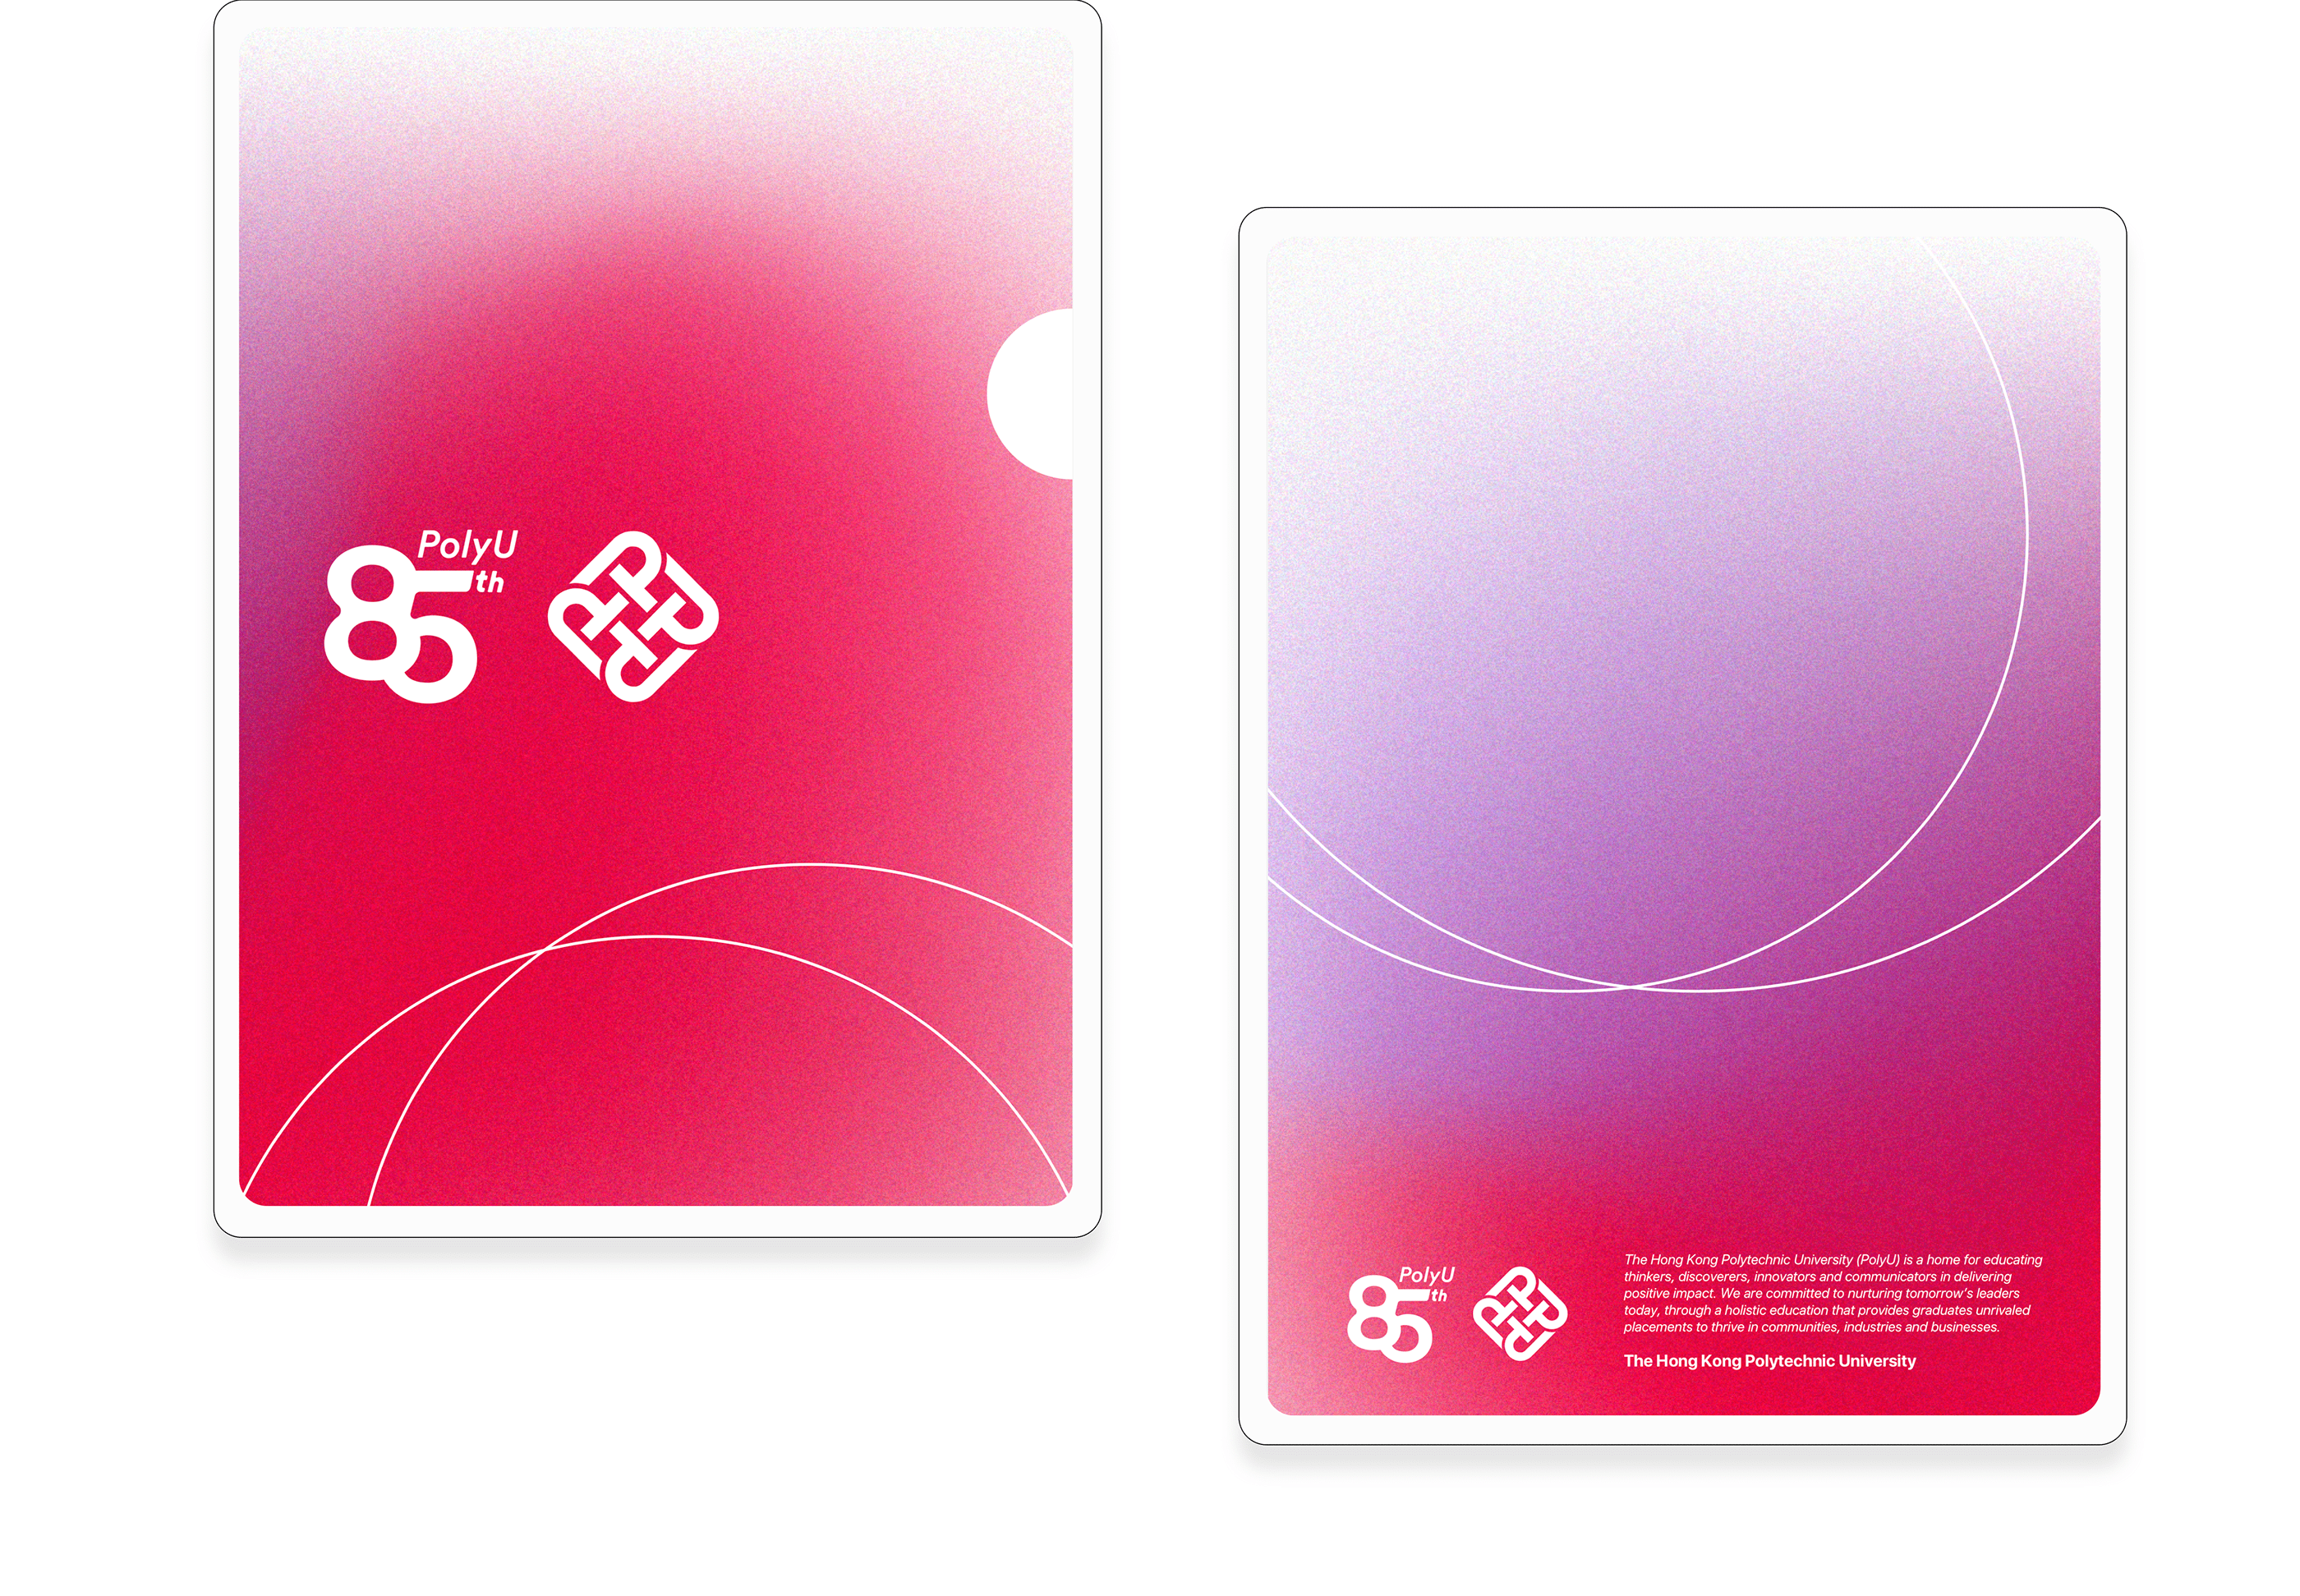 PolyU
85th
PolyU
85th
The Hong Kong Polytechnic University (PolyU) is a home for educating
thinkers, discoverers, innovators and communicators in delivering
positive impact. We are committed to nurturing tomorrow’s leaders
today, through a holistic education that provides graduates unrivaled
placements to thrive in communities, industries and businesses.
The Hong Kong Polytechnic University